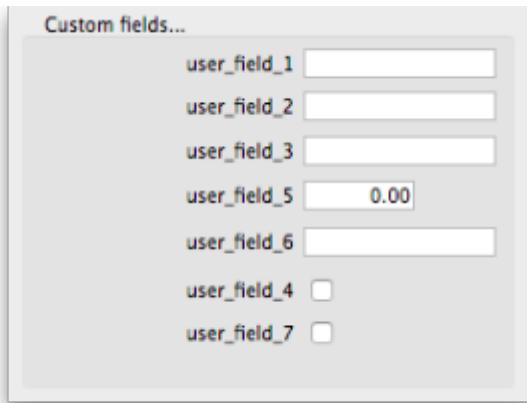 Custom fields...
user_field_1
user_field_2
user_field_3
user_field_5 0.00
user_field_6
user_field_4
user_field_7